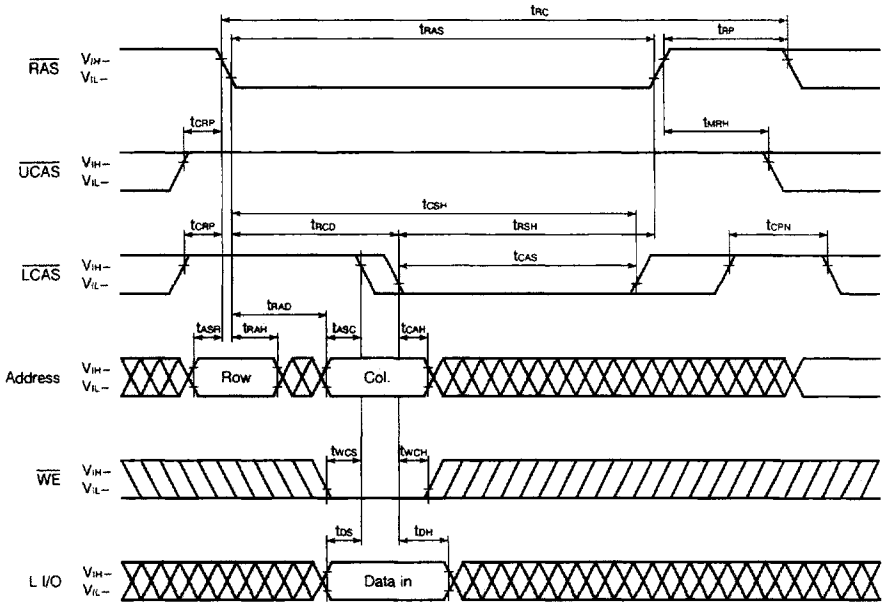 tRC
tRAS
tRP
RAS
VIH–
VIL–
tCRP
tMRH
UCAS
VIH–
VIL–
tCSH
tCRP
tRCD
tRSH
tCPN
tCAS
LCAS
VIH–
VIL–
tRAD
tASR
tRAH
tASC
tCAH
Address
VIH–
VIL–
Row
Col.
tWCS
tWCH
WE
VIH–
VIL–
tDS
tDH
L I/O
VIH–
VIL–
Data in